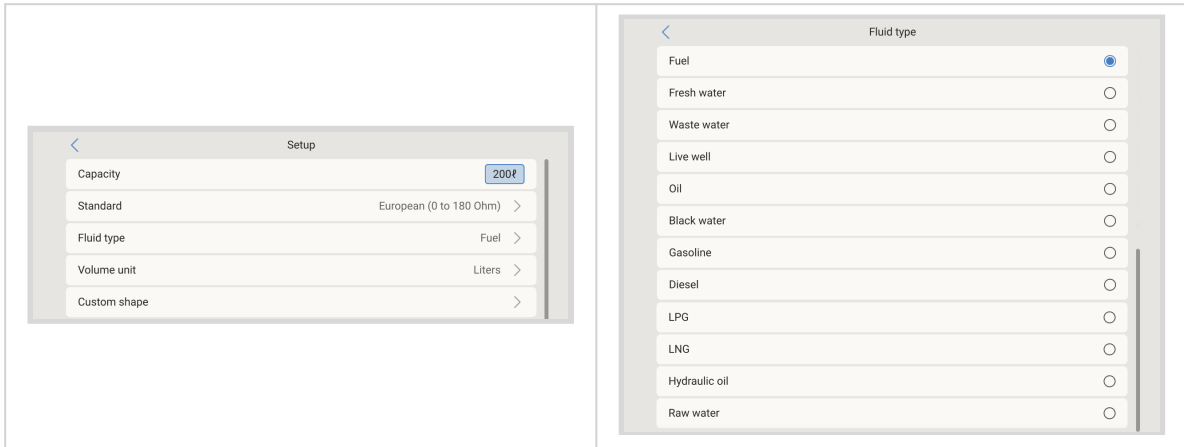 Setup
Capacity 200ℓ
Standard European (0 to 180 Ohm)
Fluid type Fuel
Volume unit Liters
Custom shape
Fluid type
Fuel
Fresh water
Waste water
Live well
Oil
Black water
Gasoline
Diesel
LPG
LNG
Hydraulic oil
Raw water